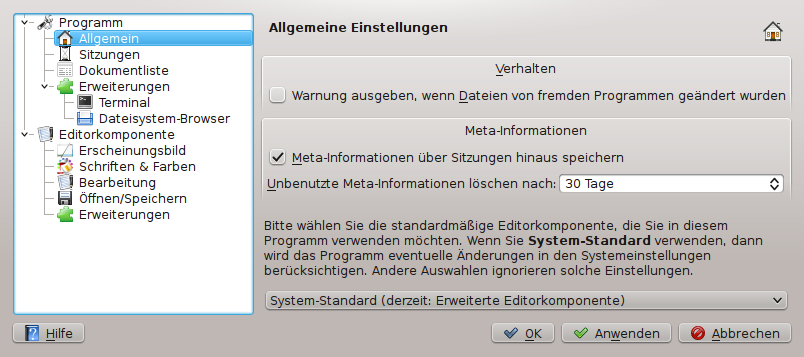 Programm
Allgemein
Sitzungen
Dokumentliste
Erweiterungen
Terminal
Dateisystem-Browser
Editorkomponente
Erscheinungsbild
Schriften & Farben
Bearbeitung
Öffnen/Speichern
Erweiterungen
Allgemeine Einstellungen
Verhalten
Warnung ausgeben, wenn Dateien von fremden Programmen geändert wurden
Meta-Informationen
Meta-Informationen über Sitzungen hinaus speichern
Unbenutzte Meta-Informationen löschen nach: 30 Tage
Bitte wählen Sie die standardmäßige Editorkomponente, die Sie in diesem
Programm verwenden möchten. Wenn Sie System-Standard verwenden, dann
wird das Programm eventuelle Änderungen in den Systemeinstellungen
berücksichtigen. Andere Auswahlen ignorieren solche Einstellungen.
System-Standard (derzeit: Erweiterte Editorkomponente)
Hilfe
OK
Anwenden
Abbrechen